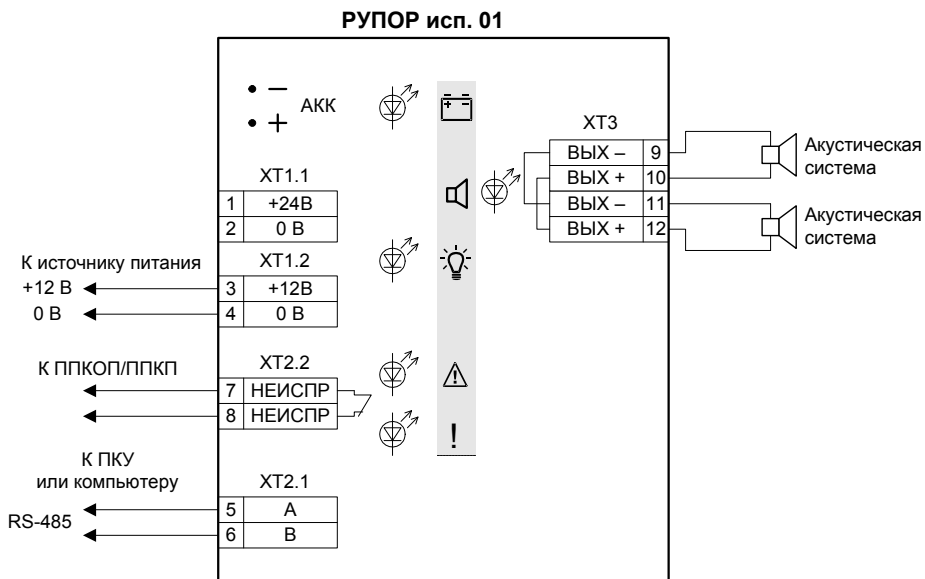 РУПОР исп. 01
– АКК
+
XT1.1
1 +24В
2 0 В
К источнику питания
XT1.2
+12 В 3 +12В
0 В 4 0 В
К ППКОП/ППКП
XT2.2
7 НЕИСПР
8 НЕИСПР
К ПКУ
или компьютеру
XT2.1
RS-485
5 А
6 В
!
XT3
ВЫХ – 9
ВЫХ + 10
ВЫХ – 11
ВЫХ + 12
Акустическая
система
Акустическая
система